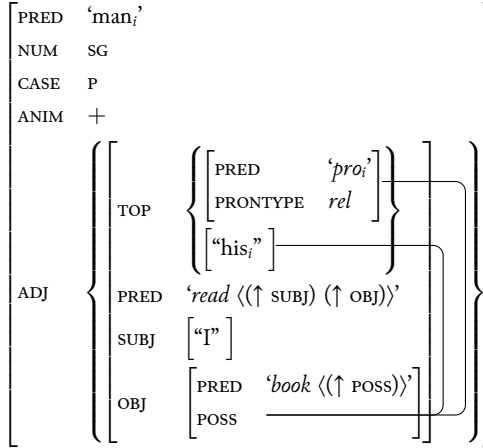 PRED ‘manᵢ’
NUM SG
CASE P
ANIM +
PRED ‘proᵢ’
TOP
PRONTYPE rel
[“hisᵢ” ]
ADJ
PRED ‘read ⟨(↑ SUBJ) (↑ OBJ)⟩’
SUBJ [“I” ]
PRED ‘book ⟨(↑ POSS)⟩’
OBJ
POSS